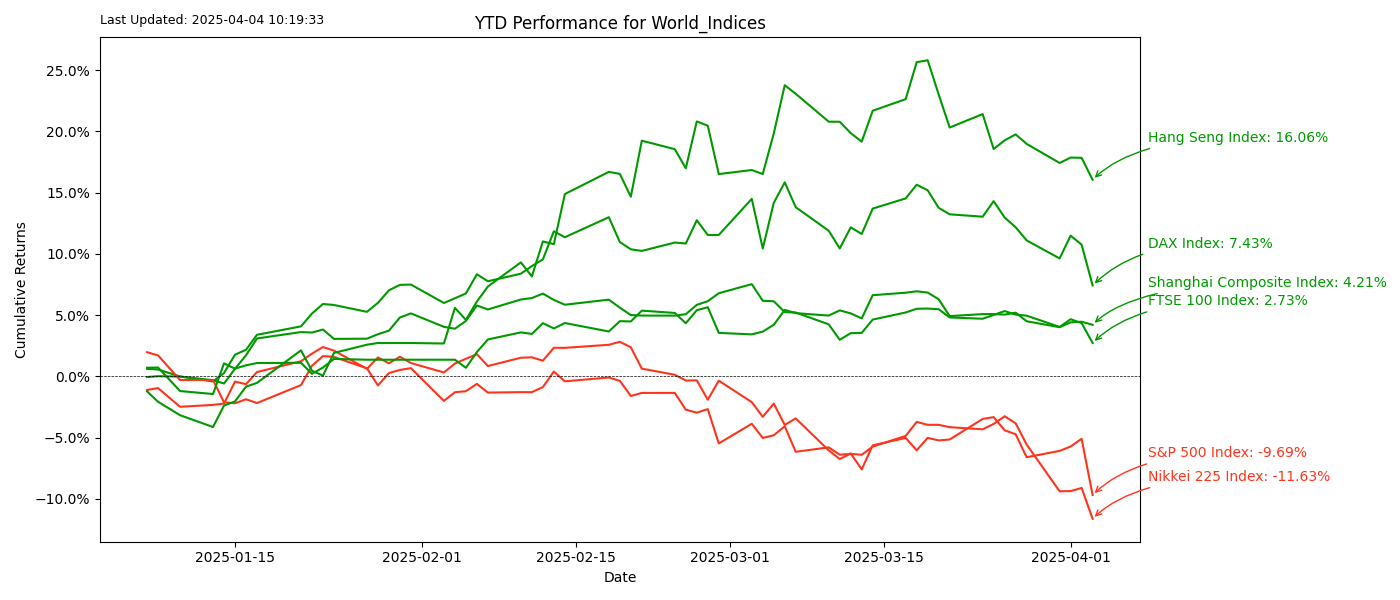 Last Updated: 2025-04-04 10:19:33
YTD Performance for World_Indices
Cumulative Returns
25.0%
20.0%
15.0%
10.0%
5.0%
0.0%
−5.0%
−10.0%
Hang Seng Index: 16.06%
DAX Index: 7.43%
Shanghai Composite Index: 4.21%
FTSE 100 Index: 2.73%
S&P 500 Index: -9.69%
Nikkei 225 Index: -11.63%
2025-01-15
2025-02-01
2025-02-15
2025-03-01
2025-03-15
2025-04-01
Date